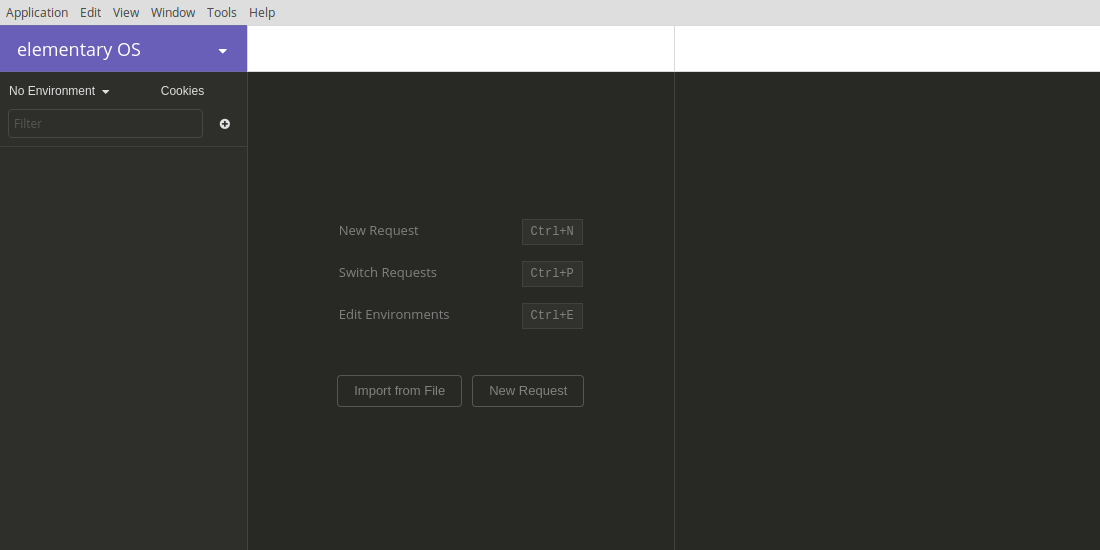 Application Edit View Window Tools Help
elementary OS
No Environment Cookies
Filter
New Request Ctrl+N
Switch Requests Ctrl+P
Edit Environments Ctrl+E
Import from File New Request